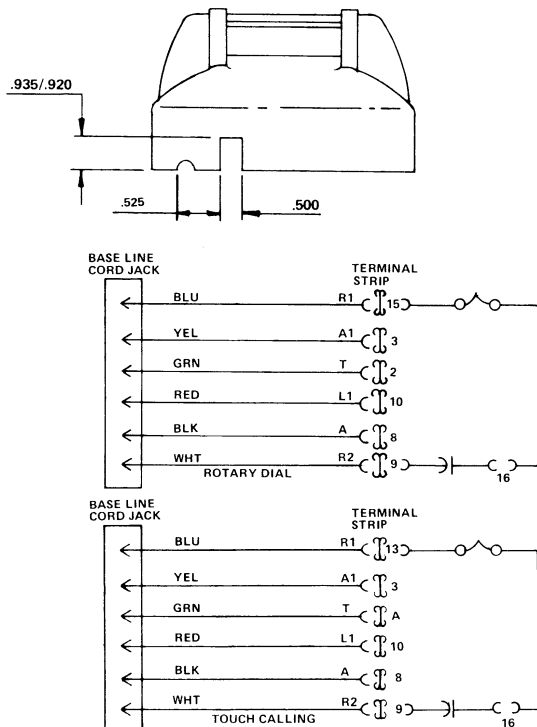 .935/.920
.525 .500
BASE LINE
CORD JACK
TERMINAL
STRIP
BLU R1 15
YEL A1 3
GRN T 2
RED L1 10
BLK A 8
WHT R2 9
ROTARY DIAL 16
BASE LINE
CORD JACK
TERMINAL
STRIP
BLU R1 13
YEL A1 3
GRN T A
RED L1 10
BLK A 8
WHT R2 9
TOUCH CALLING 16